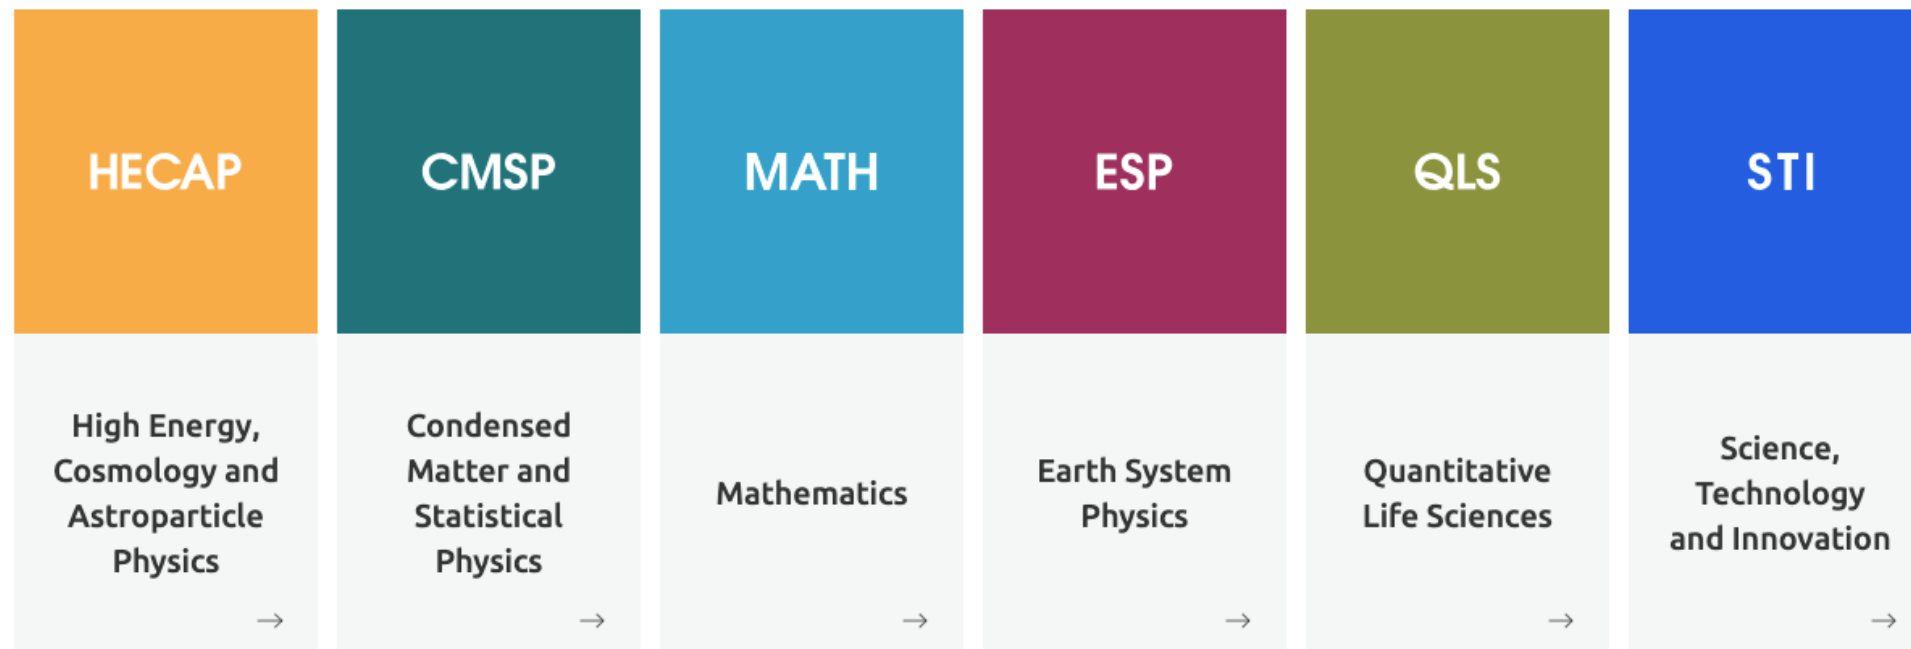 HECAP
High Energy,
Cosmology and
Astroparticle
Physics
CMSP
Condensed
Matter and
Statistical
Physics
MATH
Mathematics
ESP
Earth System
Physics
QLS
Quantitative
Life Sciences
STI
Science,
Technology
and Innovation